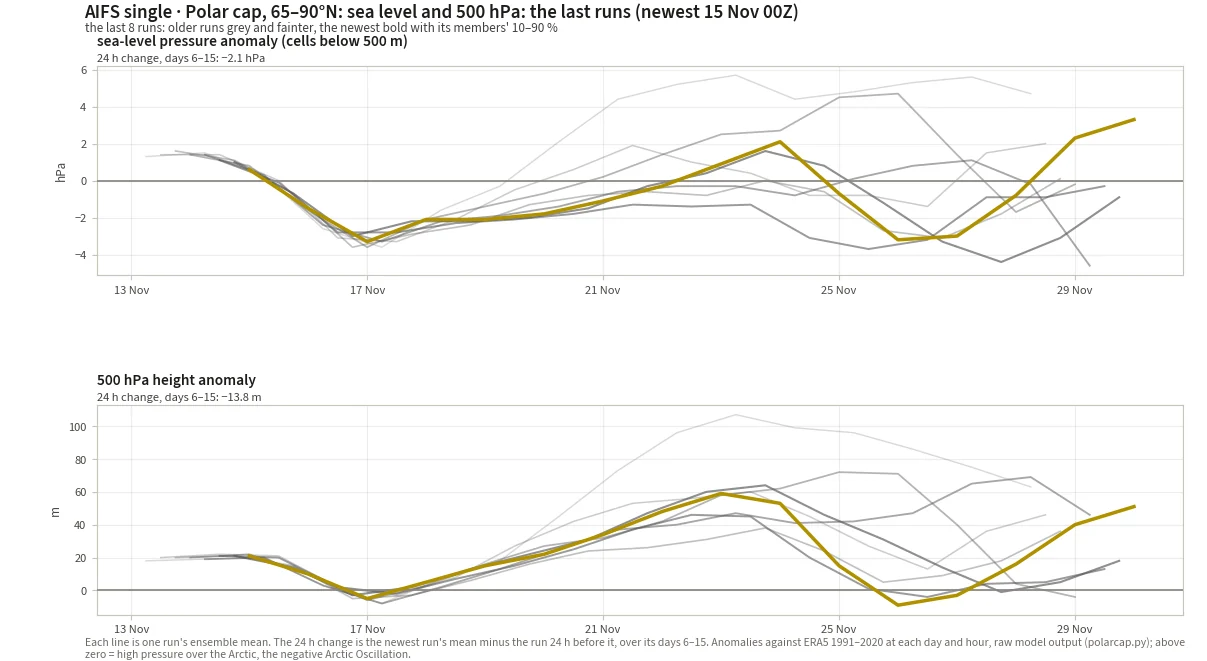 AIFS single · Polar cap, 65–90°N: sea level and 500 hPa: the last runs (newest 15 Nov 00Z)
the last 8 runs: older runs grey and fainter, the newest bold with its members' 10–90 %
sea-level pressure anomaly (cells below 500 m)
24 h change, days 6–15: −2.1 hPa
6
4
2
0
−2
−4
hPa
13 Nov
17 Nov
21 Nov
25 Nov
29 Nov
500 hPa height anomaly
24 h change, days 6–15: −13.8 m
100
80
60
40
20
0
m
13 Nov
17 Nov
21 Nov
25 Nov
29 Nov
Each line is one run's ensemble mean. The 24 h change is the newest run's mean minus the run 24 h before it, over its days 6–15. Anomalies against ERA5 1991–2020 at each day and hour, raw model output (polarcap.py); above
zero = high pressure over the Arctic, the negative Arctic Oscillation.